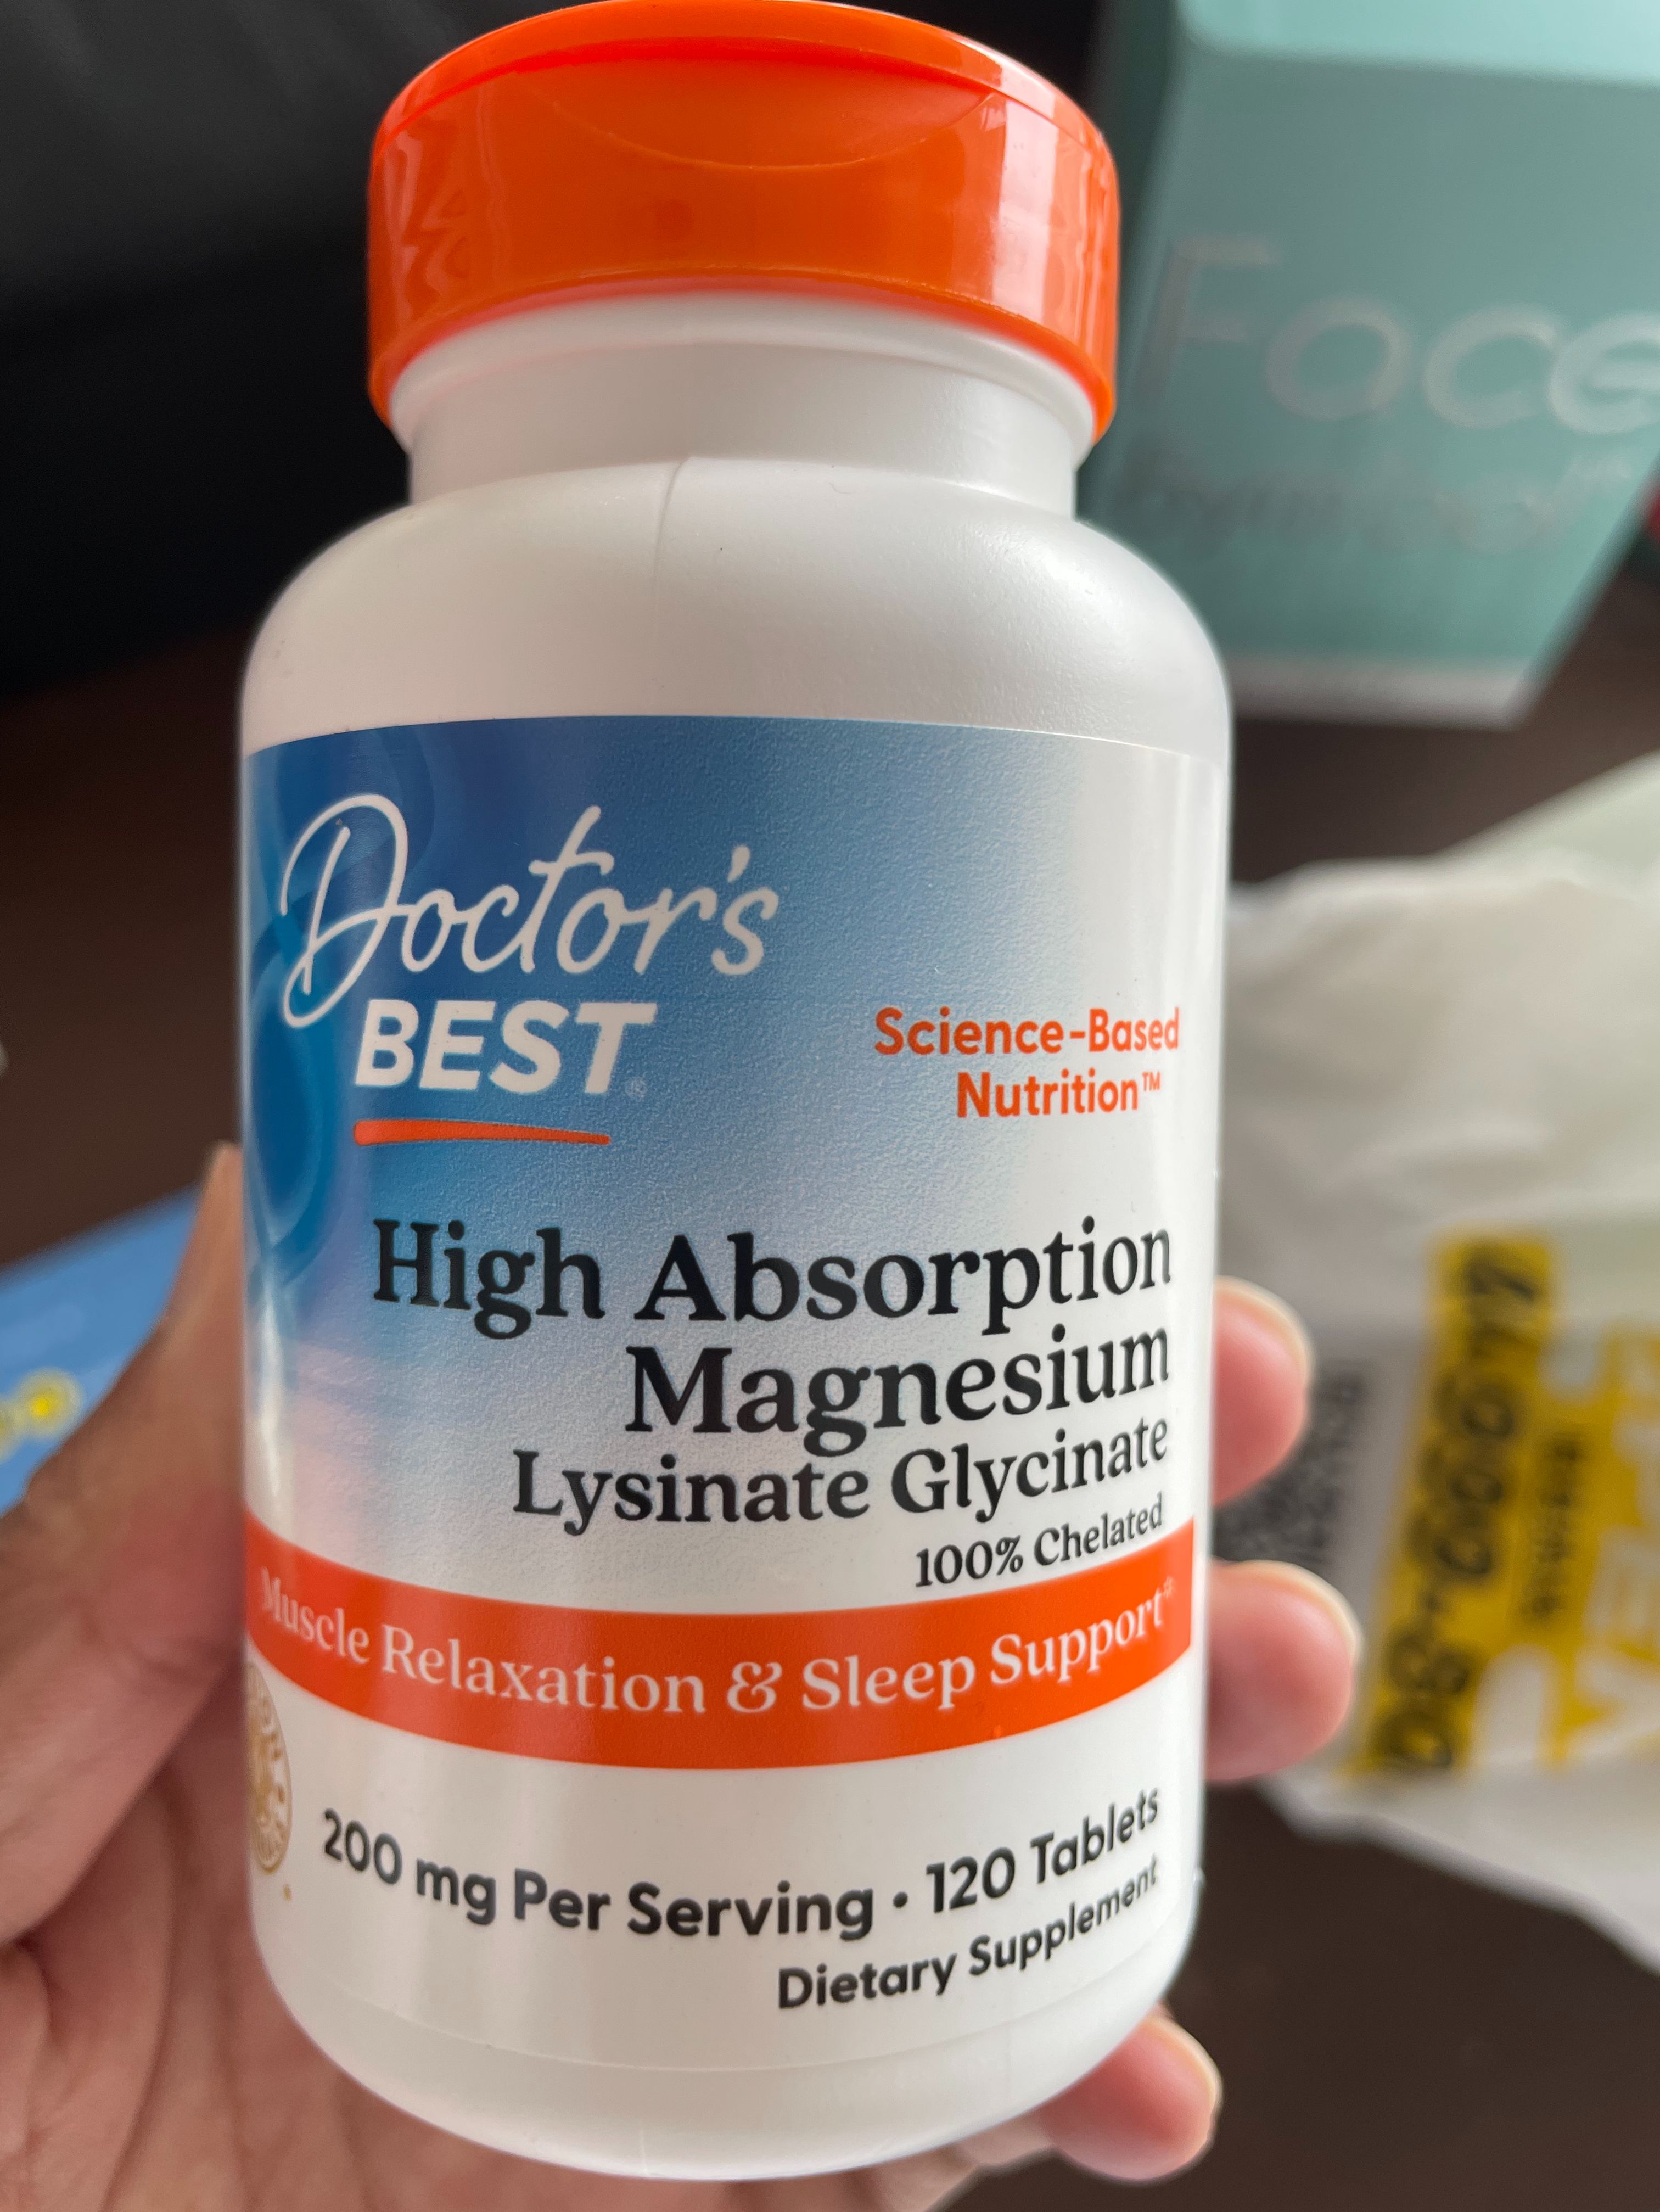 Face
Doctor's
BEST®
Science-Based
Nutrition™
High Absorption
Magnesium
Lysinate Glycinate
100% Chelated
Muscle Relaxation & Sleep Support
200 mg Per Serving • 120 Tablets
Dietary Supplement